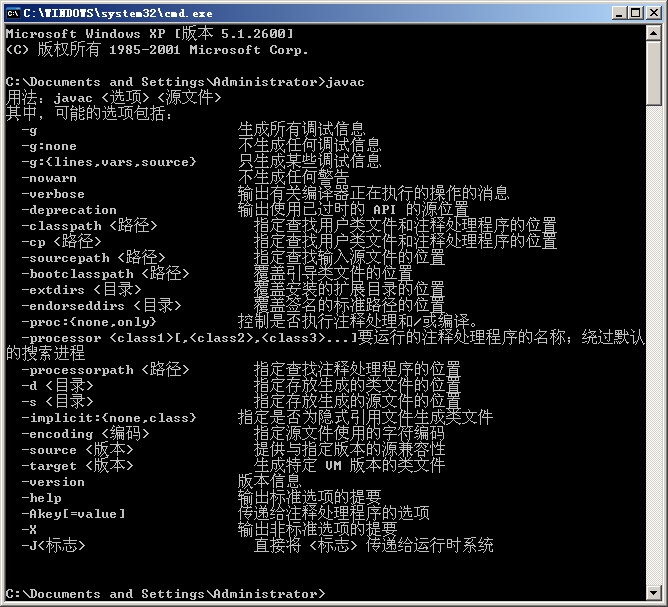 C:\WINDOWS\system32\cmd.exe
Microsoft Windows XP [版本 5.1.2600]
(C) 版权所有 1985-2001 Microsoft Corp.
C:\Documents and Settings\Administrator>javac
用法：javac <选项> <源文件>
其中，可能的选项包括：
-g 生成所有调试信息
-g:none 不生成任何调试信息
-g:{lines,vars,source} 只生成某些调试信息
-nowarn 不生成任何警告
-verbose 输出有关编译器正在执行的操作的消息
-deprecation 输出使用已过时的 API 的源位置
-classpath <路径> 指定查找用户类文件和注释处理程序的位置
-cp <路径> 指定查找用户类文件和注释处理程序的位置
-sourcepath <路径> 指定查找输入源文件的位置
-bootclasspath <路径> 覆盖引导类文件的位置
-extdirs <目录> 覆盖安装的扩展目录的位置
-endorseddirs <目录> 覆盖签名的标准路径的位置
-proc:{none,only} 控制是否执行注释处理和/或编译。
-processor <class1>[,<class2>,<class3>...]要运行的注释处理程序的名称；绕过默认
的搜索进程
-processorpath <路径> 指定查找注释处理程序的位置
-d <目录> 指定存放生成的类文件的位置
-s <目录> 指定存放生成的源文件的位置
-implicit:{none,class} 指定是否为隐式引用文件生成类文件
-encoding <编码> 指定源文件使用的字符编码
-source <版本> 提供与指定版本的源兼容性
-target <版本> 生成特定 VM 版本的类文件
-version 版本信息
-help 输出标准选项的提要
-Akey[=value] 传递给注释处理程序的选项
-X 输出非标准选项的提要
-J<标志> 直接将 <标志> 传递给运行时系统
C:\Documents and Settings\Administrator>